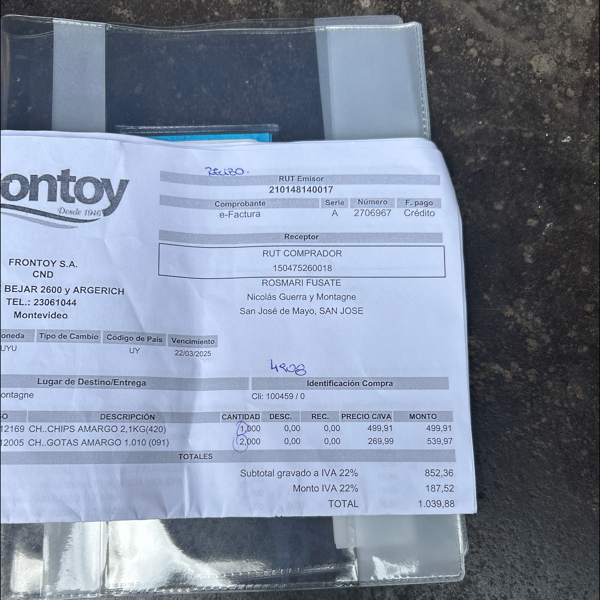 Recibo.
ontoy
Desde 1946
RUT Emisor
210148140017
Comprobante Serie Número F. pago
e-Factura A 2706967 Crédito
Receptor
RUT COMPRADOR
150475260018
ROSMARI FUSATE
Nicolás Guerra y Montagne
San José de Mayo, SAN JOSE
FRONTOY S.A.
CND
BEJAR 2600 y ARGERICH
TEL.: 23061044
Montevideo
oneda Tipo de Cambio Código de País Vencimiento
UYU UY 22/03/2025
4908
Lugar de Destino/Entrega Identificación Compra
ontagne Cli: 100459 / 0
GO DESCRIPCIÓN CANTIDAD DESC. REC. PRECIO C/IVA MONTO
12169 CH..CHIPS AMARGO 2,1KG(420) 1,000 0,00 0,00 499,91 499,91
12005 CH..GOTAS AMARGO 1.010 (091) 2,000 0,00 0,00 269,99 539,97
TOTALES
Subtotal gravado a IVA 22% 852,36
Monto IVA 22% 187,52
TOTAL 1.039,88